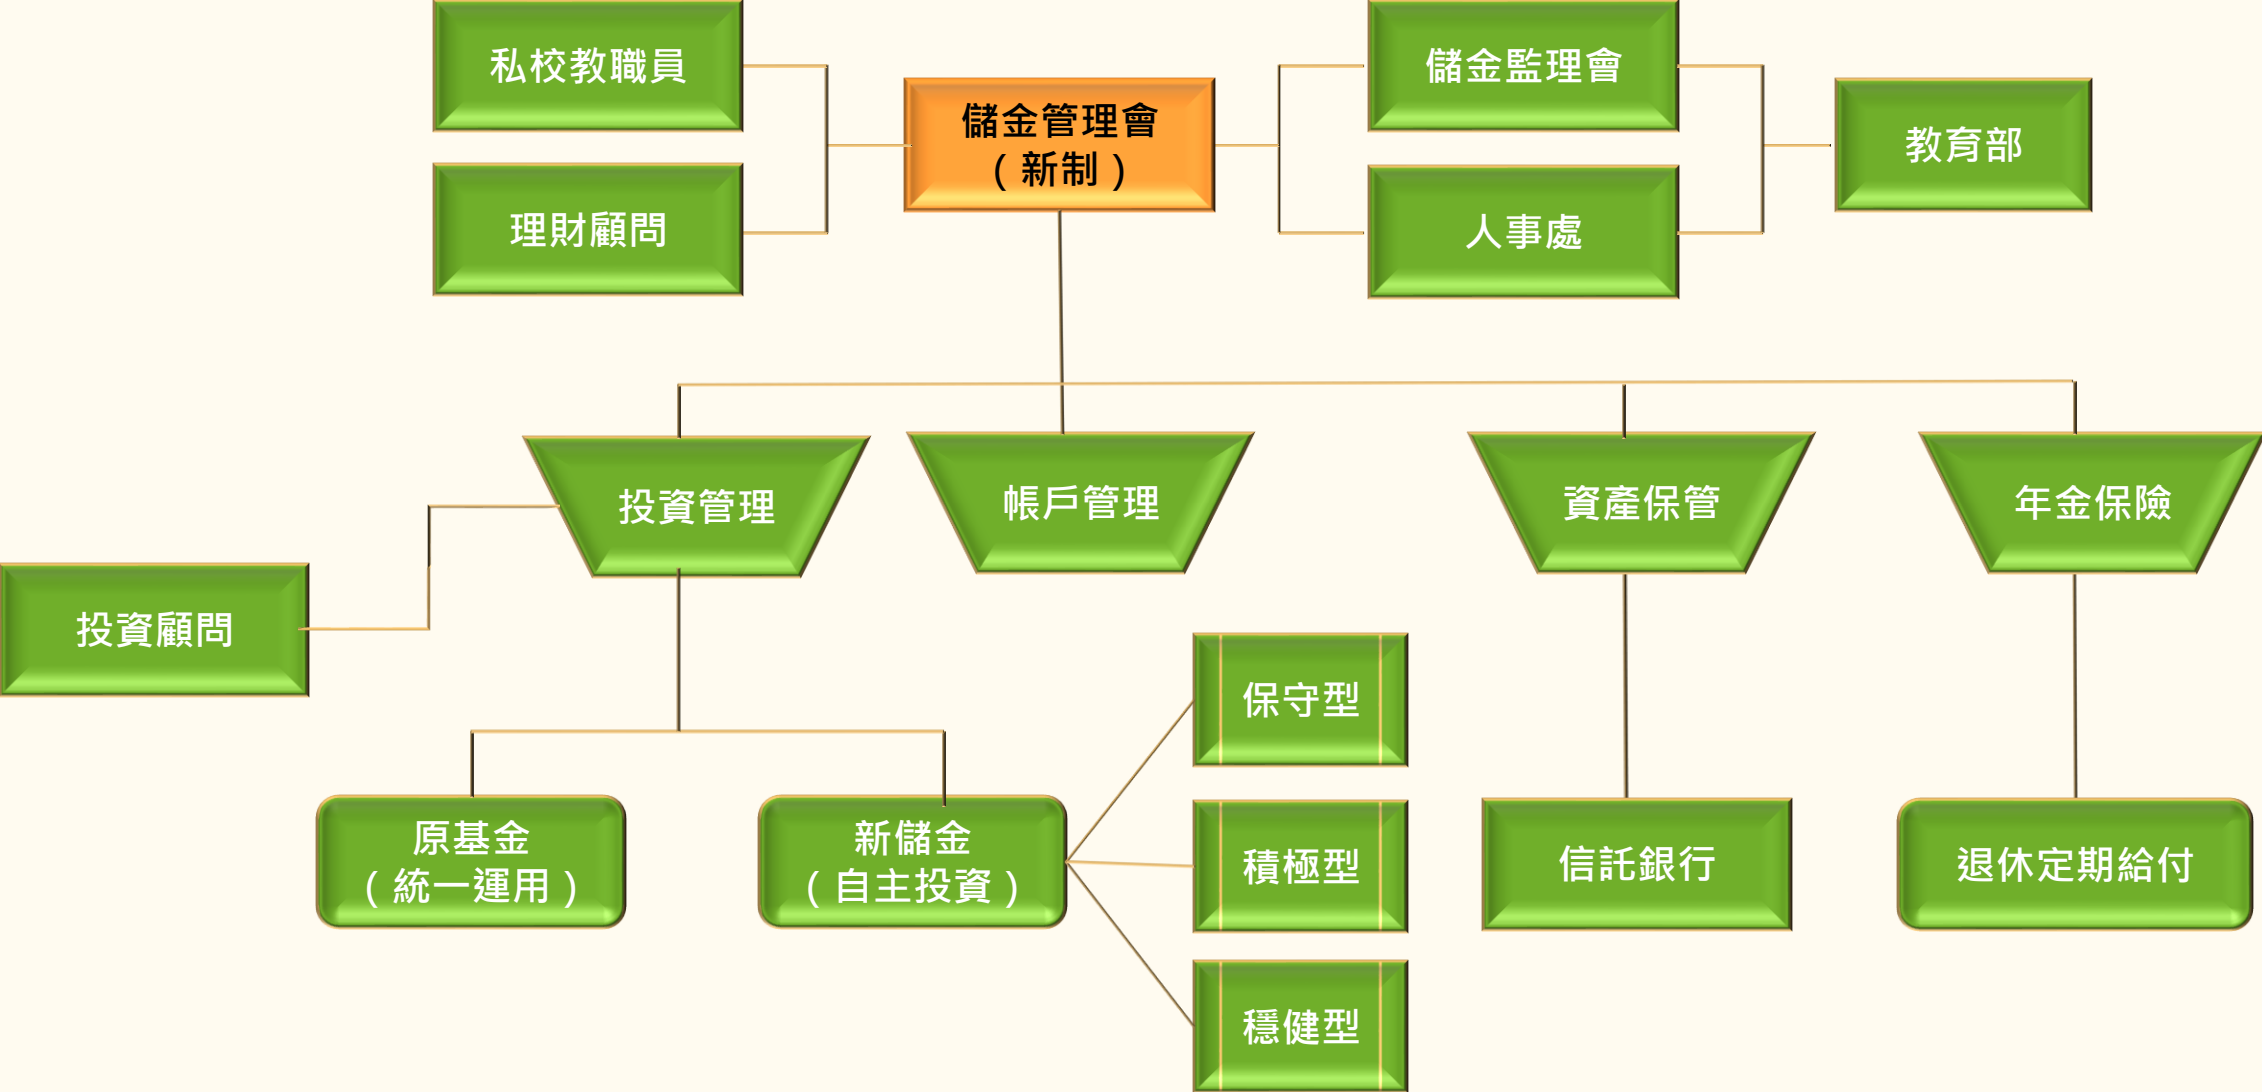 私校教職員
儲金監理會
儲金管理會
（新制）
教育部
理財顧問
人事處
投資管理
帳戶管理
資產保管
年金保險
投資顧問
保守型
原基金
（統一運用）
新儲金
（自主投資）
積極型
信託銀行
退休定期給付
穩健型